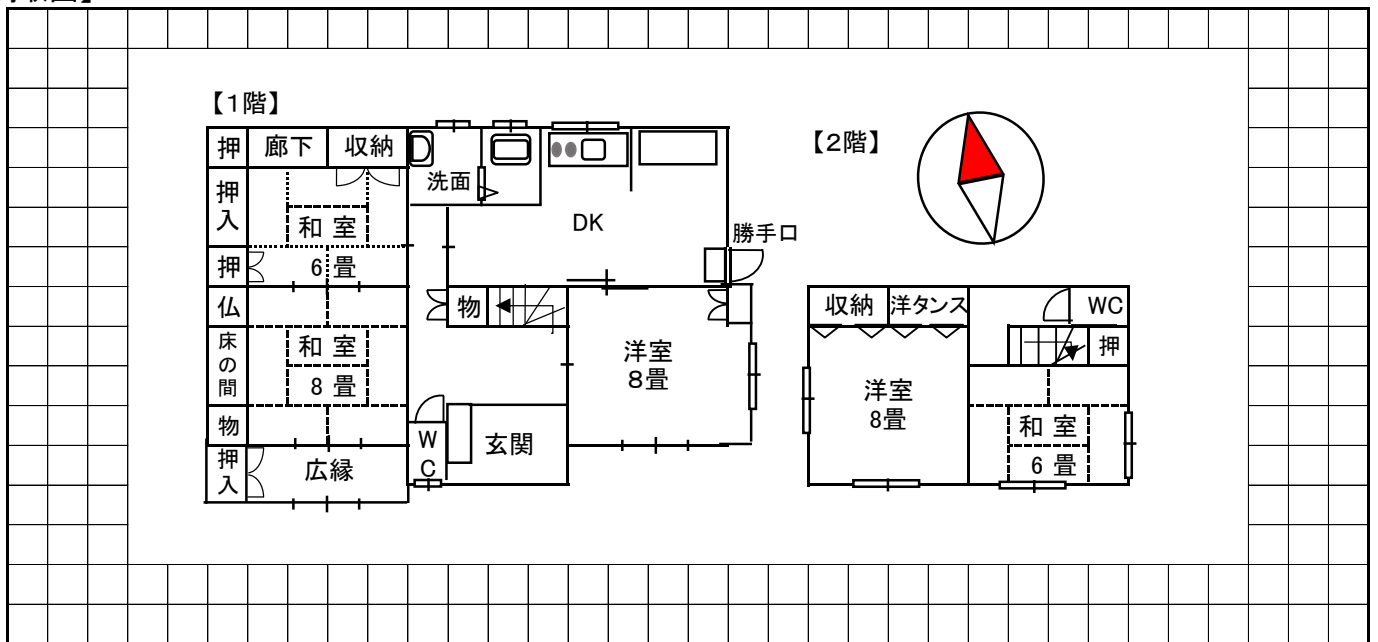 【1階】
押
廊下
収納
押入
和 室
6 畳
押
洗面
DK
勝手口
仏
物
床の間
和 室
8 畳
洋室
8畳
物
WC
玄関
押入
広縁
【2階】
収納
洋タンス
WC
押
洋室
8畳
和 室
6 畳